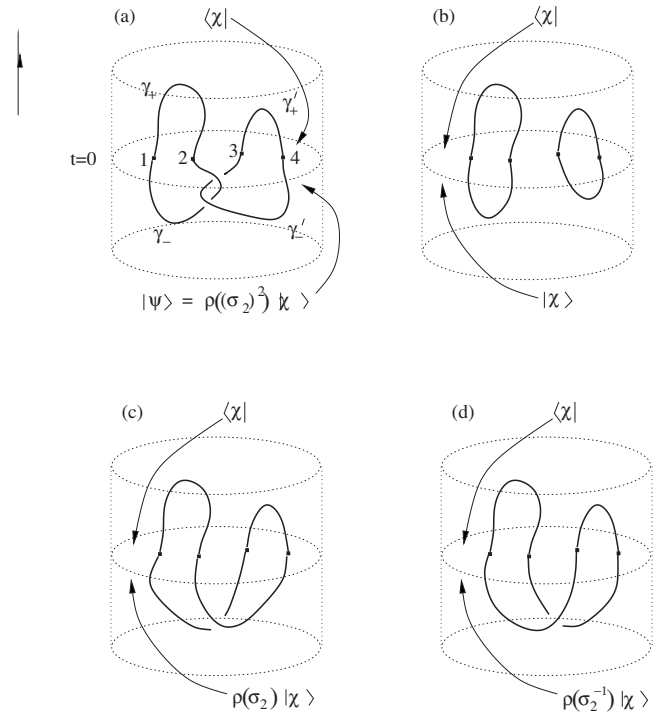 (a) ⟨χ| (b) ⟨χ|
γ₊ γ₊′
t=0 1 2 3 4
γ₋ γ₋′
|ψ⟩ = ρ((σ₂)²)|χ⟩ |χ⟩
(c) ⟨χ| (d) ⟨χ|
ρ(σ₂) |χ⟩ ρ(σ₂⁻¹) |χ⟩